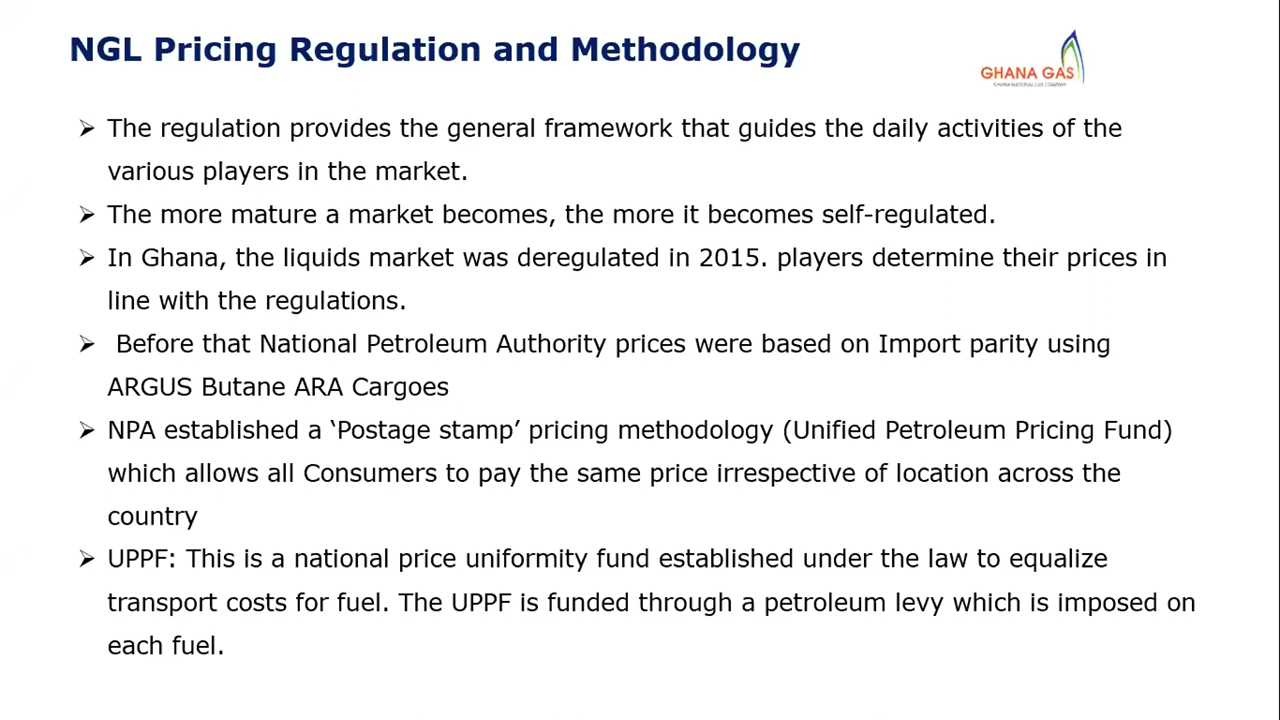 NGL Pricing Regulation and Methodology
GHANA GAS
GHANA NATIONAL GAS COMPANY
➢ The regulation provides the general framework that guides the daily activities of the
various players in the market.
➢ The more mature a market becomes, the more it becomes self-regulated.
➢ In Ghana, the liquids market was deregulated in 2015. players determine their prices in
line with the regulations.
➢ Before that National Petroleum Authority prices were based on Import parity using
ARGUS Butane ARA Cargoes
➢ NPA established a ‘Postage stamp’ pricing methodology (Unified Petroleum Pricing Fund)
which allows all Consumers to pay the same price irrespective of location across the
country
➢ UPPF: This is a national price uniformity fund established under the law to equalize
transport costs for fuel. The UPPF is funded through a petroleum levy which is imposed on
each fuel.